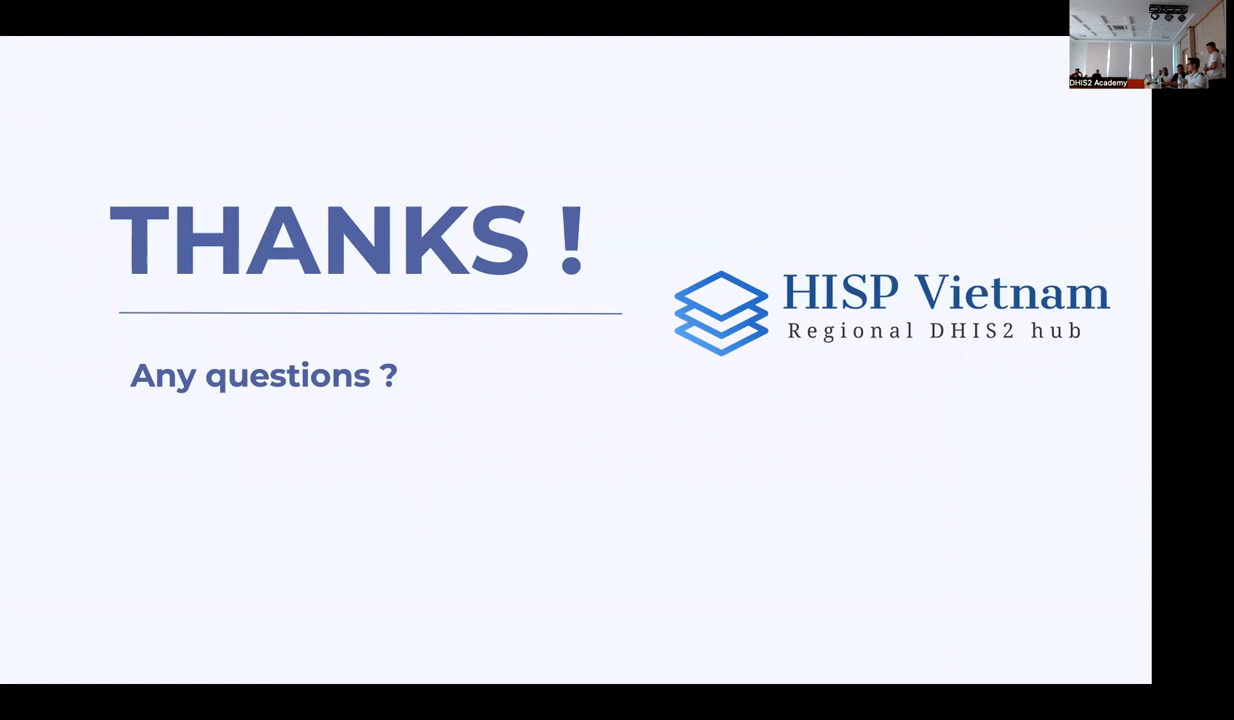 DHIS2 Academy
THANKS !
HISP Vietnam
Regional DHIS2 hub
Any questions ?